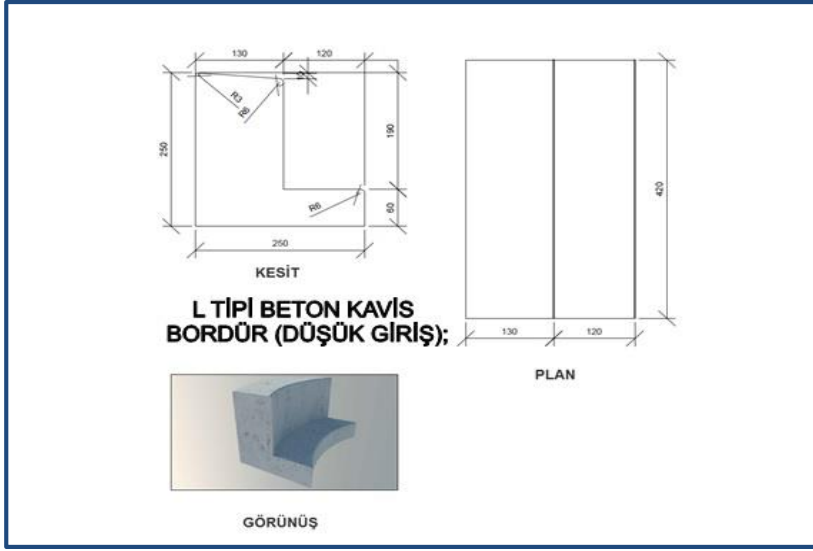 130
120
R3
R6
250
190
60
R6
250
KESİT
420
130
120
PLAN
L TİPİ BETON KAVİS
BORDÜR (DÜŞÜK GİRİŞ);
GÖRÜNÜŞ